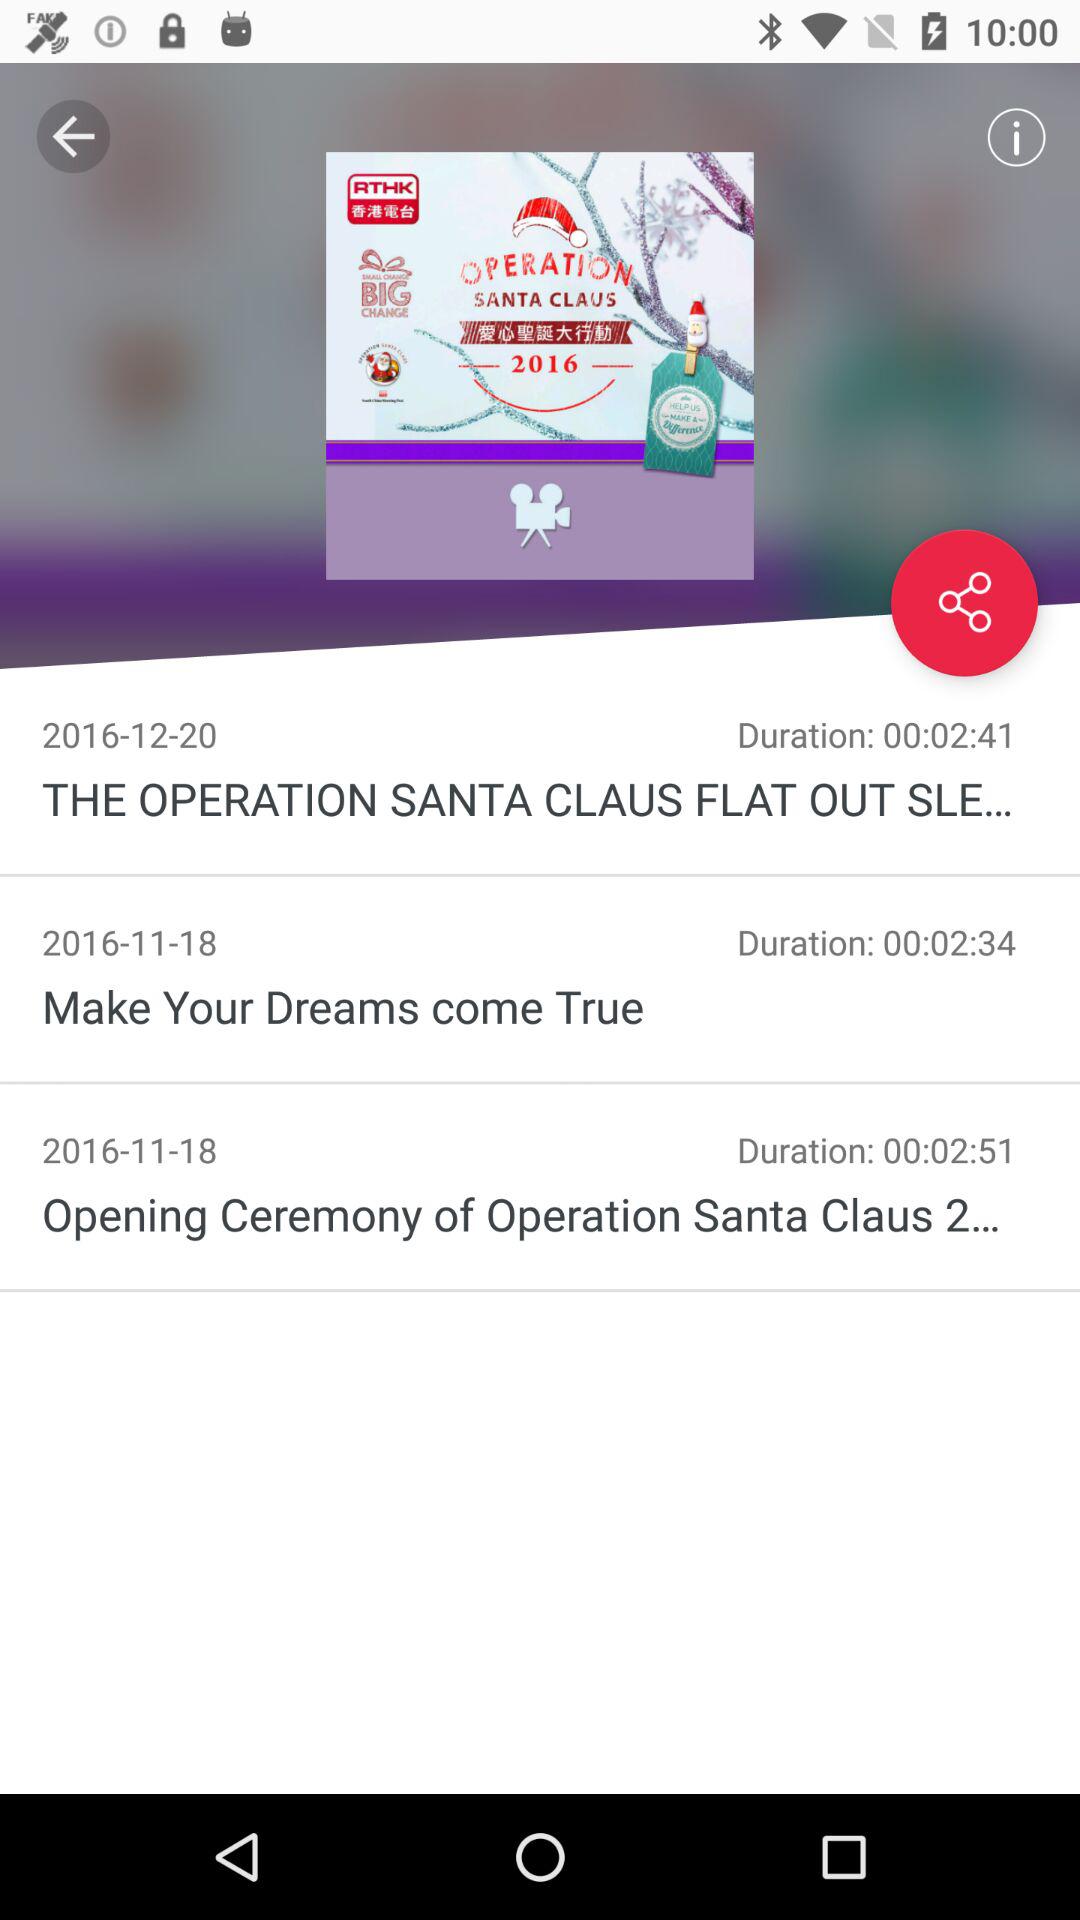 FAKE
10:00
RTHK
香港電台
SMALL CHANGE
BIG
CHANGE
OPERATION
SANTA CLAUS
愛心聖誕大行動
2016
HELP US
MAKE A
Difference
2016-12-20
Duration: 00:02:41
THE OPERATION SANTA CLAUS FLAT OUT SLE...
2016-11-18
Duration: 00:02:34
Make Your Dreams come True
2016-11-18
Duration: 00:02:51
Opening Ceremony of Operation Santa Claus 2...